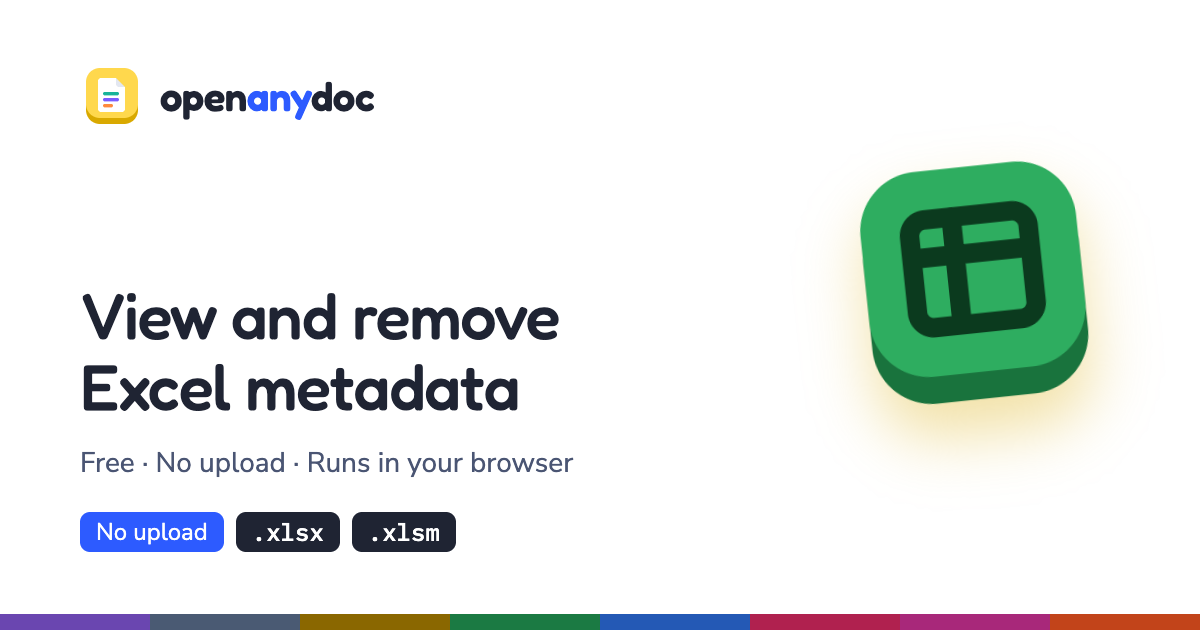 openanydoc
View and remove
Excel metadata
Free · No upload · Runs in your browser
No upload .xlsx .xlsm